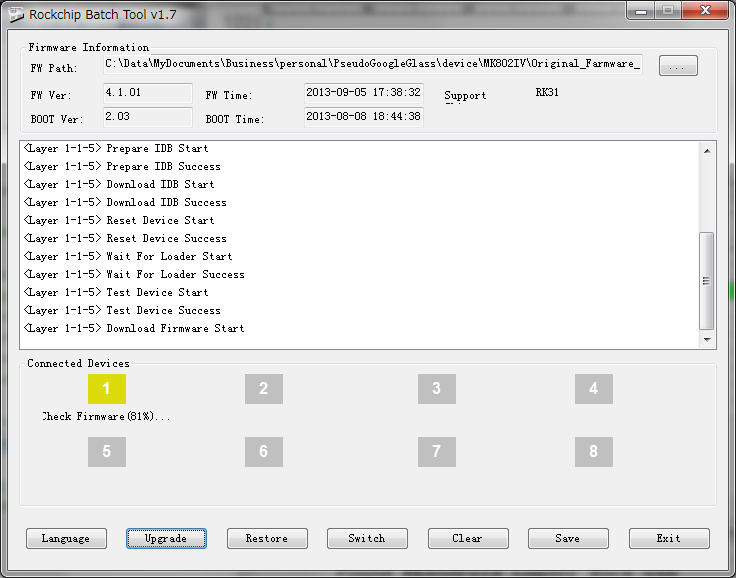 Rockchip Batch Tool v1.7
Firmware Information
FW Path: C:\Data\MyDocuments\Business\personal\PseudoGoogleGlass\device\MK802IV\Original_Farmware_ ...
FW Ver: 4.1.01 FW Time: 2013-09-05 17:38:32 Support RK31
BOOT Ver: 2.03 BOOT Time: 2013-08-08 18:44:38
<Layer 1-1-5> Prepare IDB Start
<Layer 1-1-5> Prepare IDB Success
<Layer 1-1-5> Download IDB Start
<Layer 1-1-5> Download IDB Success
<Layer 1-1-5> Reset Device Start
<Layer 1-1-5> Reset Device Success
<Layer 1-1-5> Wait For Loader Start
<Layer 1-1-5> Wait For Loader Success
<Layer 1-1-5> Test Device Start
<Layer 1-1-5> Test Device Success
<Layer 1-1-5> Download Firmware Start
Connected Devices
1 2 3 4
Check Firmware(81%)...
5 6 7 8
Language Upgrade Restore Switch Clear Save Exit